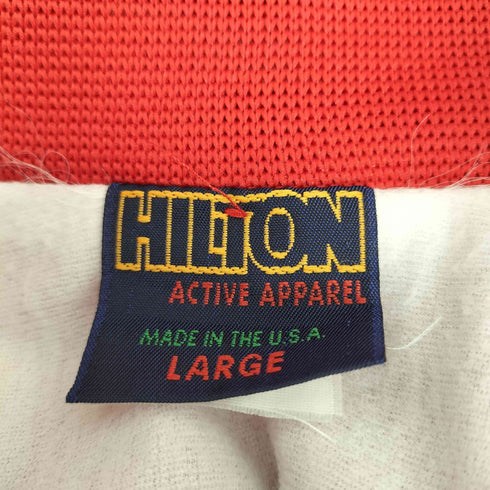 HILTON
ACTIVE APPAREL
MADE IN THE U.S.A.
LARGE